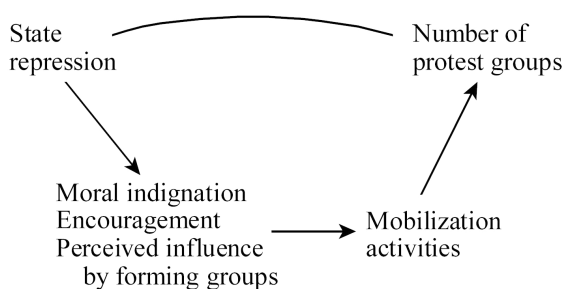 State
repression
Number of
protest groups
Moral indignation
Encouragement
Perceived influence
by forming groups
Mobilization
activities